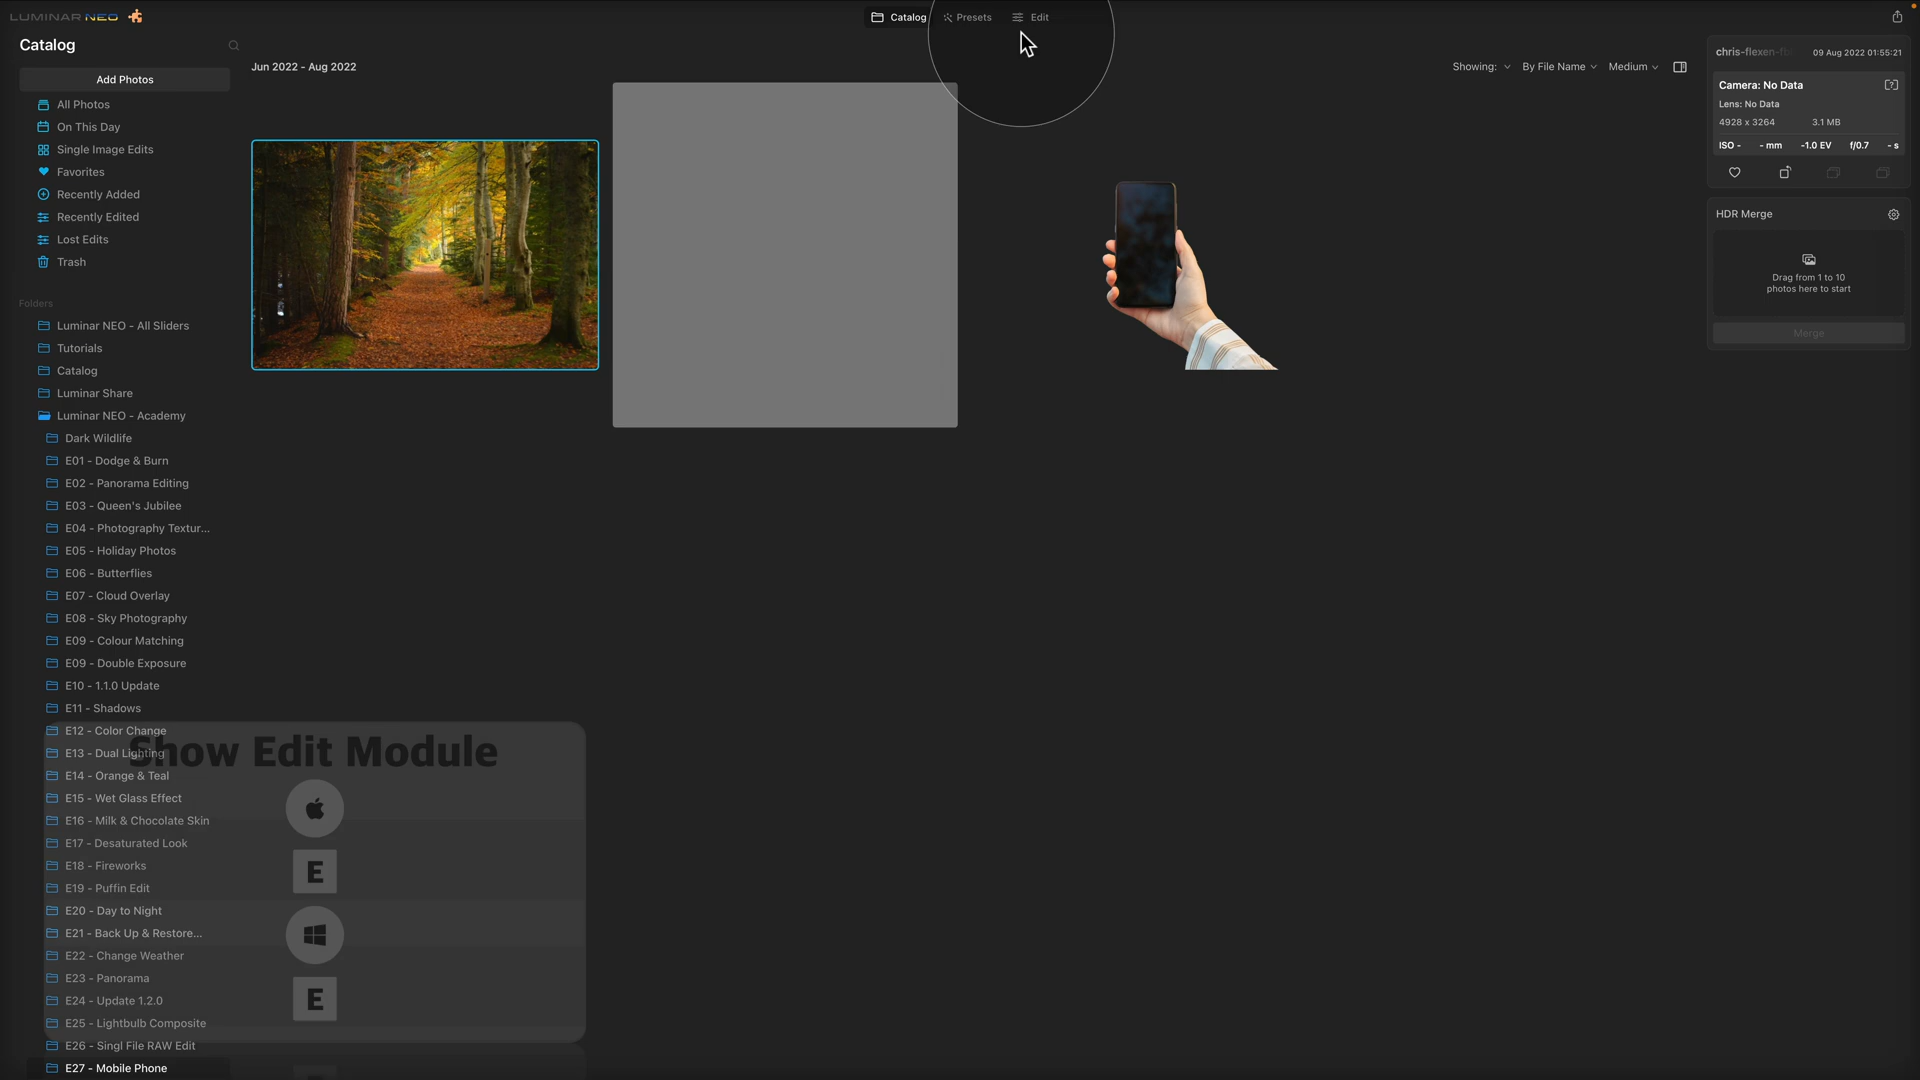 LUMINAR NEO
Catalog
Presets
Edit
Catalog
Add Photos
All Photos
On This Day
Single Image Edits
Favorites
Recently Added
Recently Edited
Lost Edits
Trash
Folders
Luminar NEO - All Sliders
Tutorials
Catalog
Luminar Share
Luminar NEO - Academy
Dark Wildlife
E01 - Dodge & Burn
E02 - Panorama Editing
E03 - Queen's Jubilee
E04 - Photography Textur...
E05 - Holiday Photos
E06 - Butterflies
E07 - Cloud Overlay
E08 - Sky Photography
E09 - Colour Matching
E09 - Double Exposure
E10 - 1.1.0 Update
E11 - Shadows
E12 - Color Change
E13 - Dual Lighting
E14 - Orange & Teal
E15 - Wet Glass Effect
E16 - Milk & Chocolate Skin
E17 - Desaturated Look
E18 - Fireworks
E19 - Puffin Edit
E20 - Day to Night
E21 - Back Up & Restore...
E22 - Change Weather
E23 - Panorama
E24 - Update 1.2.0
E25 - Lightbulb Composite
E26 - Singl File RAW Edit
E27 - Mobile Phone
Show Edit Module
E
E
Jun 2022 - Aug 2022
Showing:
By File Name
Medium
chris-flexen-fb
09 Aug 2022 01:55:21
Camera: No Data
Lens: No Data
4928 x 3264
3.1 MB
ISO -
- mm
-1.0 EV
f/0.7
- s
HDR Merge
Drag from 1 to 10
photos here to start
Merge